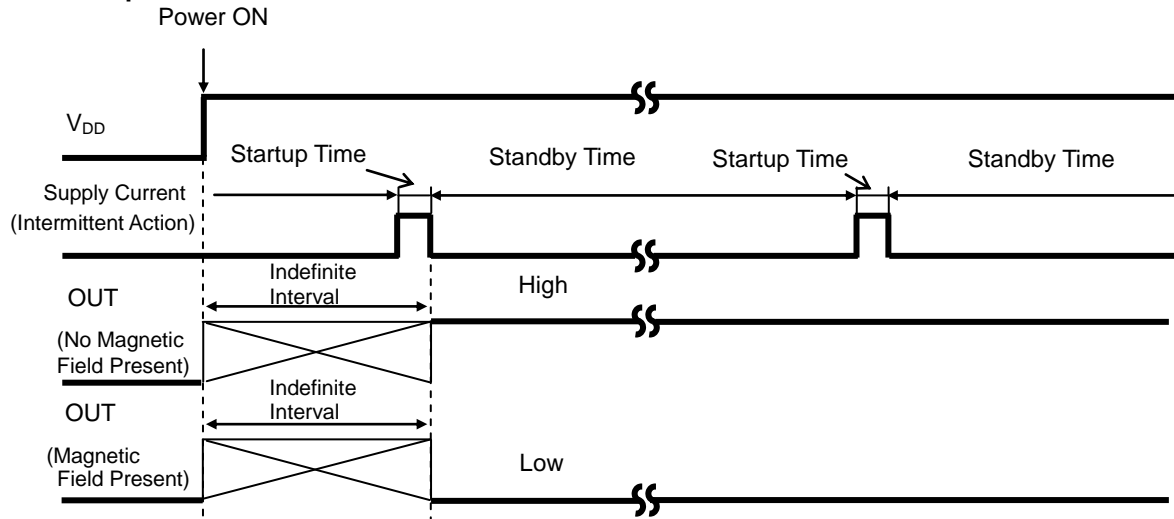 Power ON
V_DD
Startup Time
Standby Time
Startup Time
Standby Time
Supply Current
(Intermittent Action)
Indefinite
Interval
High
OUT
(No Magnetic
Field Present)
Indefinite
Interval
OUT
(Magnetic
Field Present)
Low